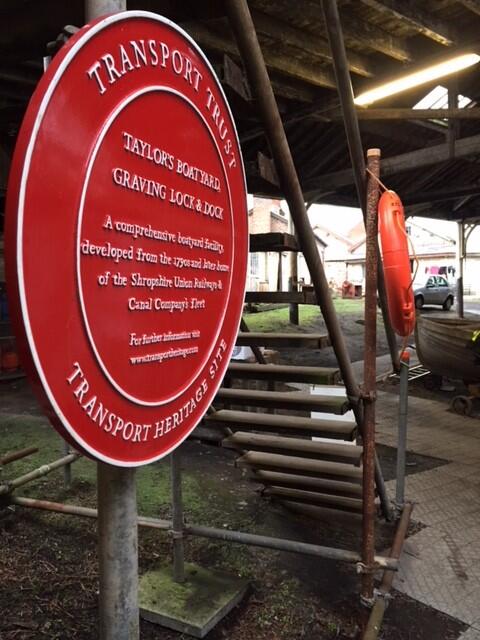 TRANSPORT TRUST
TAYLOR'S BOATYARD,
GRAVING LOCK & DOCK
A comprehensive boatyard facility,
developed from the 1790s and later home
of the Shropshire Union Railways &
Canal Company's fleet
For further information visit
www.transportheritage.com
TRANSPORT HERITAGE SITE